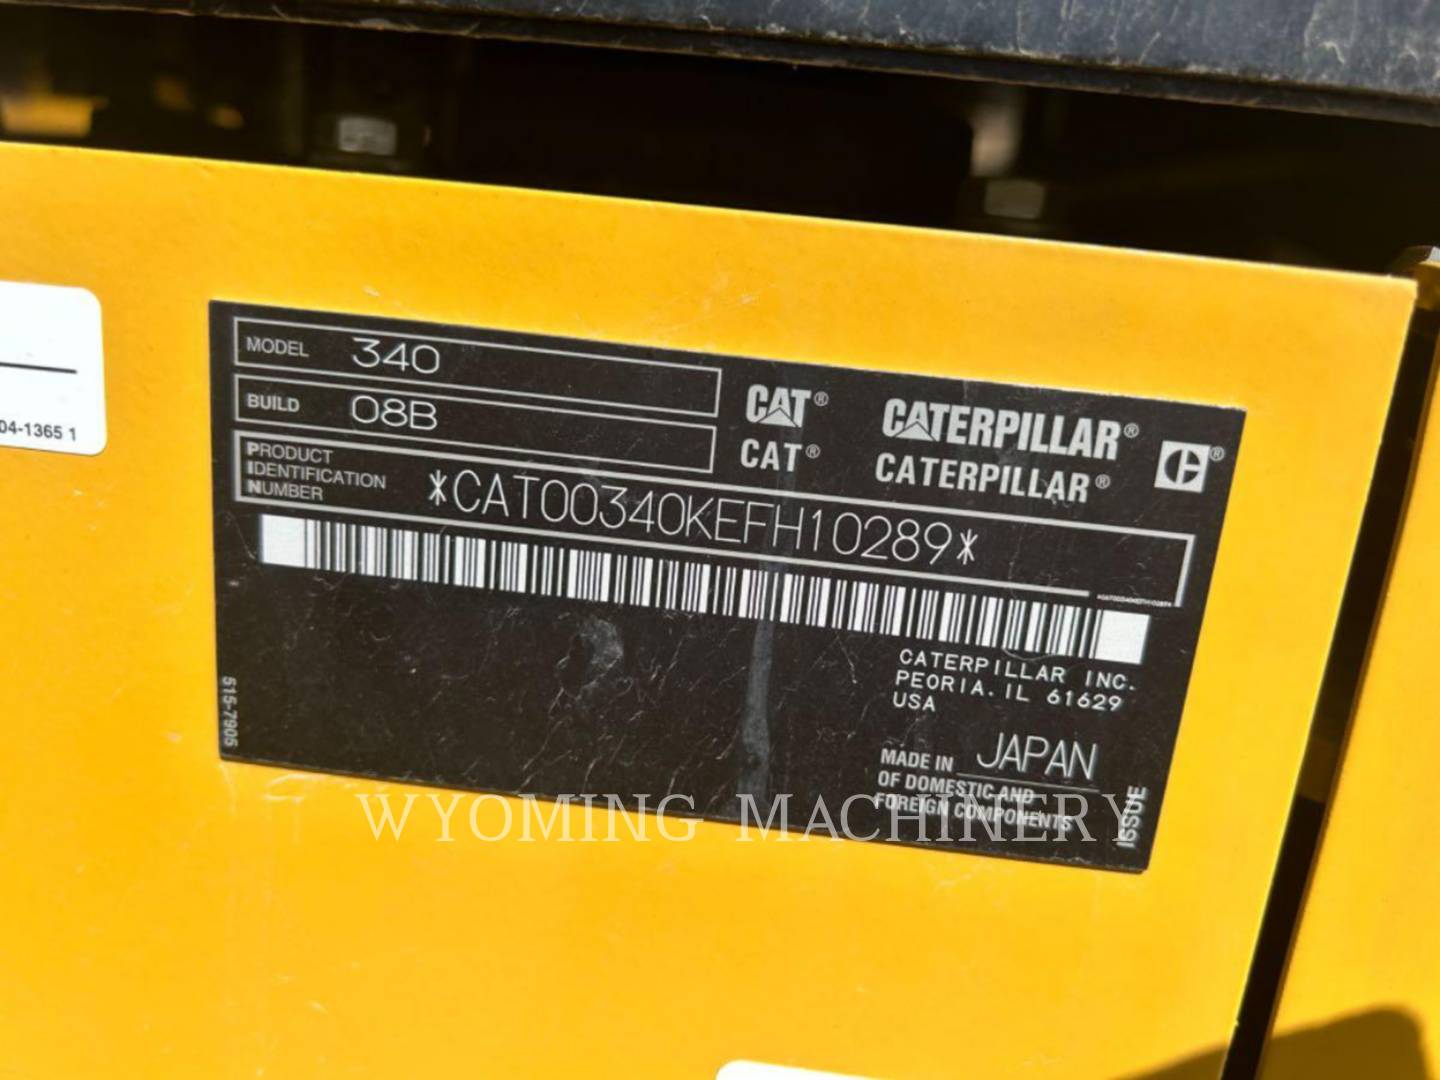 MODEL 340
BUILD 08B
PRODUCT
IDENTIFICATION
NUMBER
*CAT00340KEFH10289*
CAT® CATERPILLAR®
CAT® CATERPILLAR®
CATERPILLAR INC.
PEORIA. IL 61629
USA
MADE IN JAPAN
OF DOMESTIC AND
FOREIGN COMPONENTS
ISSUE
515-7905
04-1365 1
WYOMING MACHINERY